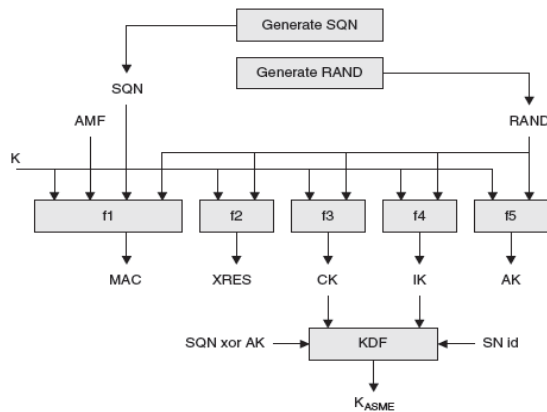 Generate SQN
Generate RAND
SQN
AMF
RAND
K
f1
f2
f3
f4
f5
MAC
XRES
CK
IK
AK
SQN xor AK
KDF
SN id
K_ASME